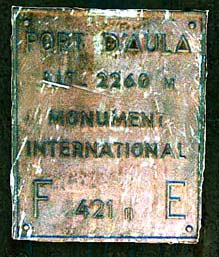 PORT D'AULA
ALT 2260 M
MONUMENT
INTERNATIONAL
F 421 E